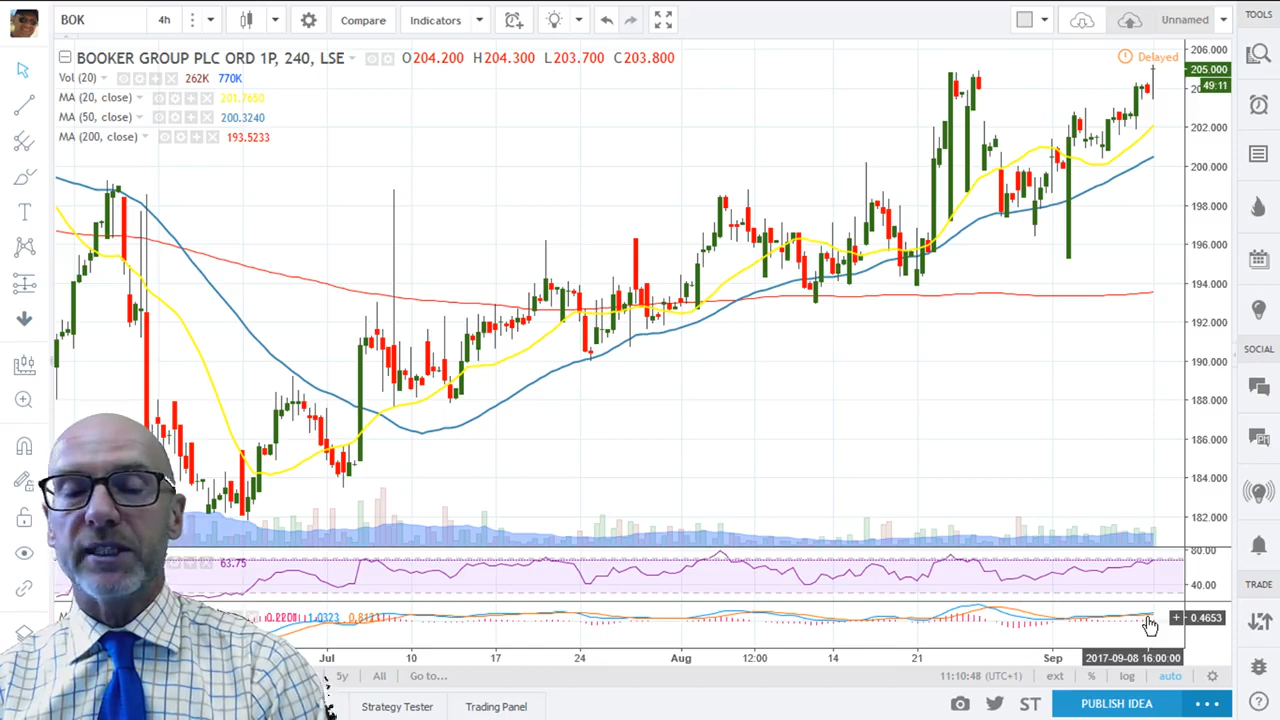 BOK
4h
Compare
Indicators
Unnamed
TOOLS
BOOKER GROUP PLC ORD 1P, 240, LSE
O204.200 H204.300 L203.700 C203.800
Delayed
Vol (20)
262K 770K
MA (20, close)
201.7650
MA (50, close)
200.3240
MA (200, close)
193.5233
206.000
205.000
49:11
202.000
200.000
198.000
196.000
194.000
192.000
190.000
188.000
186.000
184.000
182.000
80.00
63.75
40.00
1.0323
0.4653
SOCIAL
TRADE
Jul
10
17
24
Aug
12:00
14
21
Sep
2017-09-08 16:00:00
5y
All
Go to...
11:10:48 (UTC+1)
ext
%
log
auto
Strategy Tester
Trading Panel
ST
PUBLISH IDEA